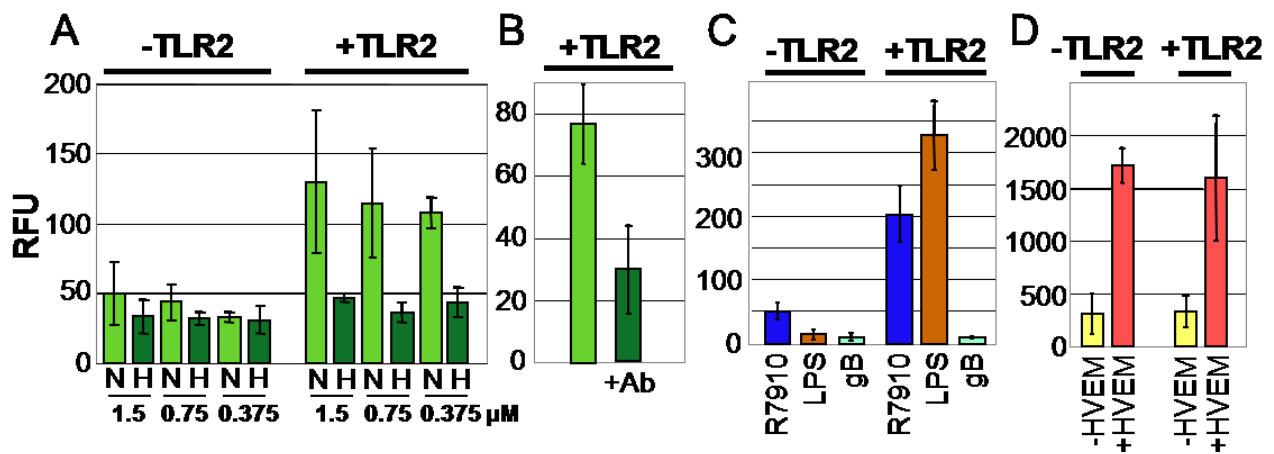 A
-TLR2
+TLR2
RFU
200
150
100
50
0
N H N H N H N H N H N H
1.5 0.75 0.375 1.5 0.75 0.375 µM
B
+TLR2
80
60
40
20
0
+Ab
C
-TLR2
+TLR2
300
200
100
0
R7910
LPS
gB
R7910
LPS
gB
D
-TLR2
+TLR2
2000
1500
1000
500
0
-HVEM
+HVEM
-HVEM
+HVEM